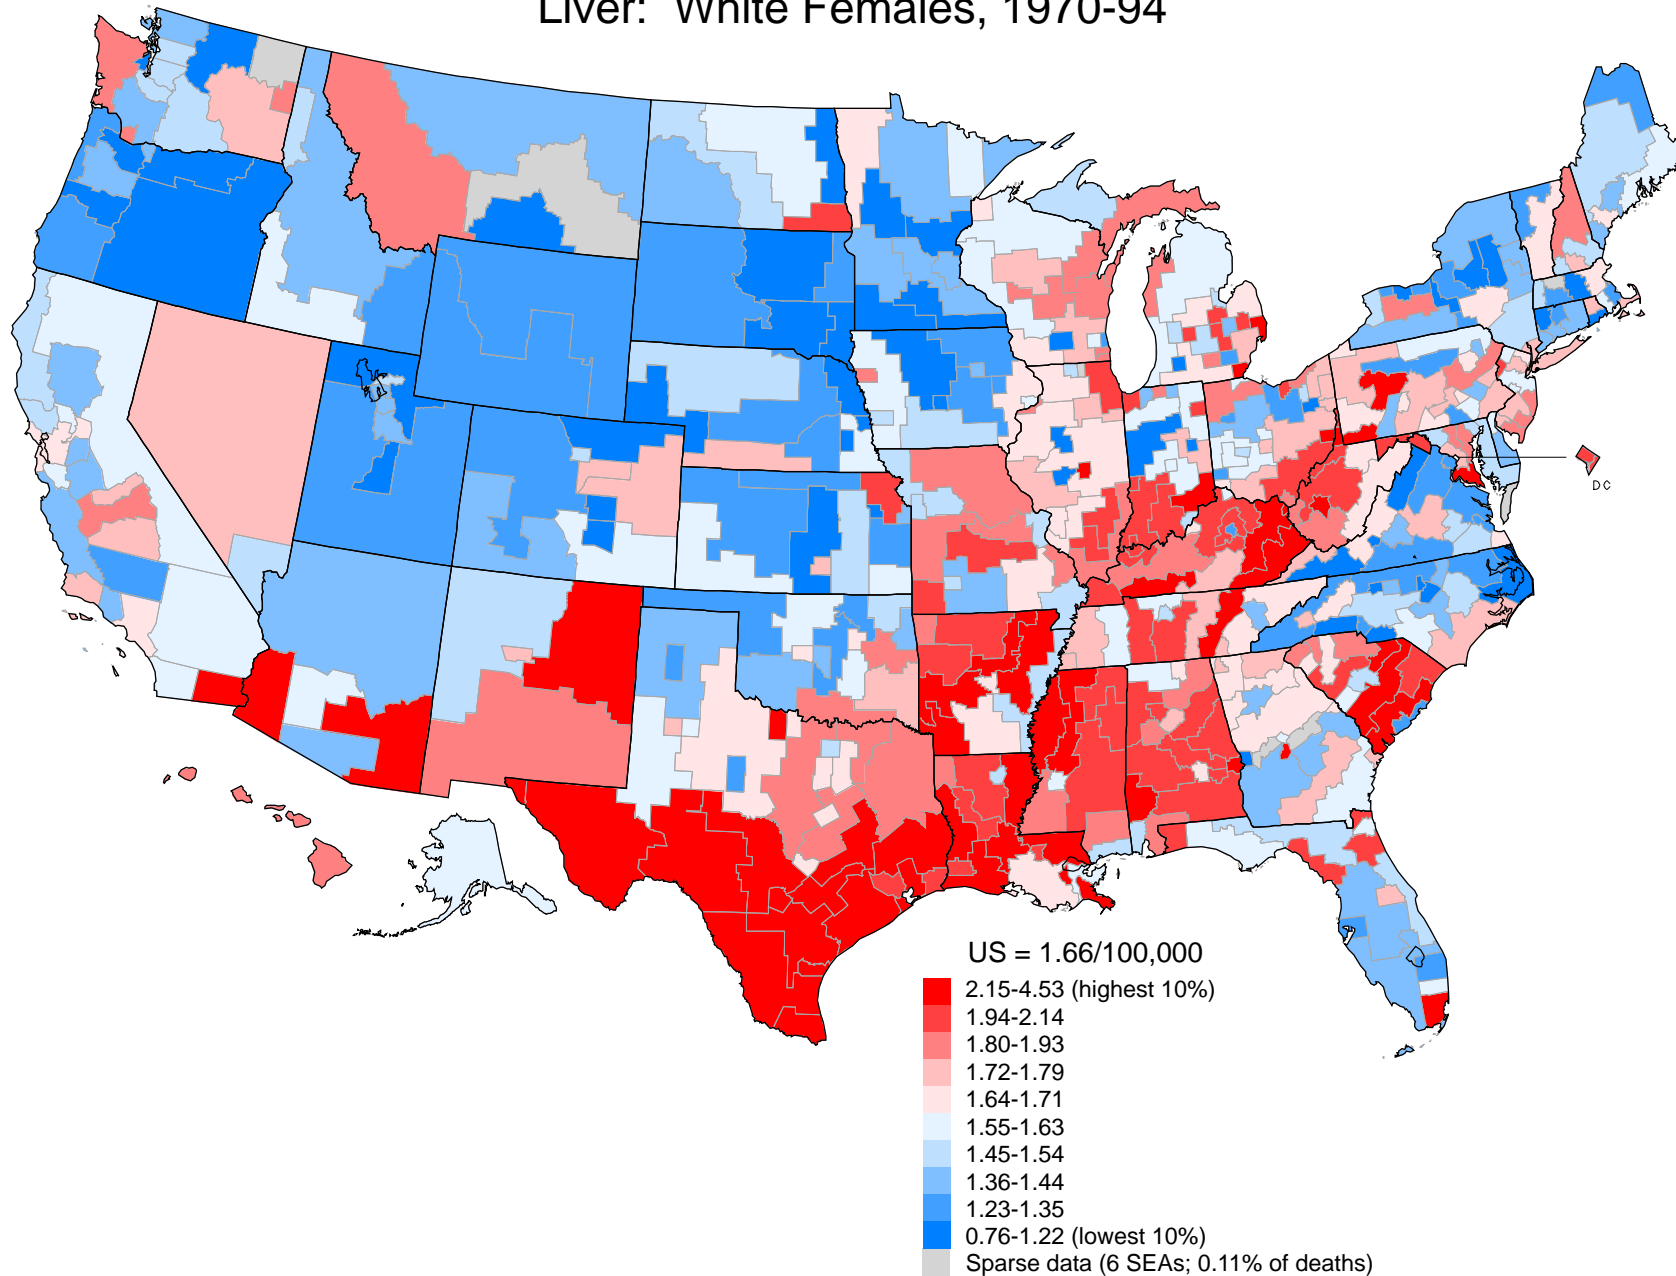 Liver: White Females, 1970-94
DC
US = 1.66/100,000
2.15-4.53 (highest 10%)
1.94-2.14
1.80-1.93
1.72-1.79
1.64-1.71
1.55-1.63
1.45-1.54
1.36-1.44
1.23-1.35
0.76-1.22 (lowest 10%)
Sparse data (6 SEAs; 0.11% of deaths)